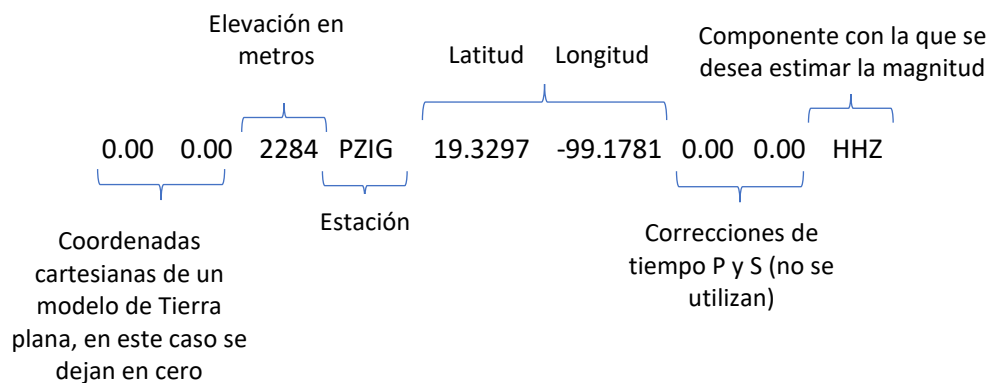 Elevación en
metros
Latitud Longitud
Componente con la que se
desea estimar la magnitud
0.00 0.00 2284 PZIG 19.3297 -99.1781 0.00 0.00 HHZ
Coordenadas
cartesianas de un
modelo de Tierra
plana, en este caso se
dejan en cero
Estación
Correcciones de
tiempo P y S (no se
utilizan)